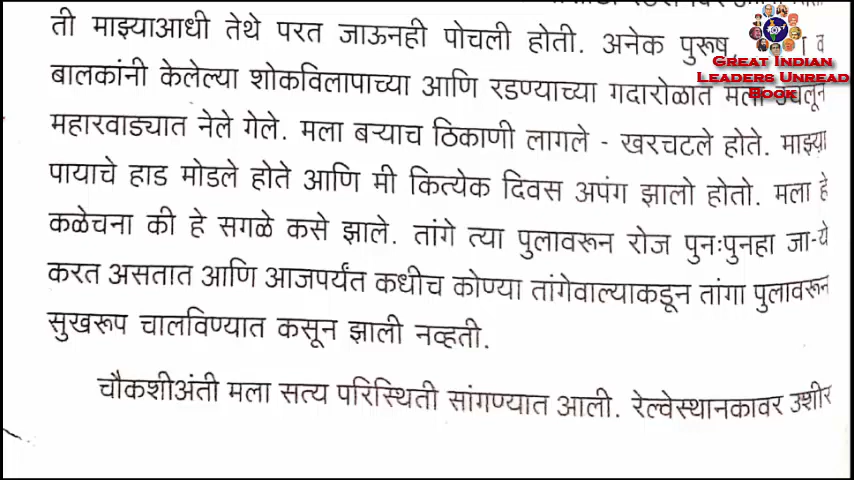 ती माझ्याआधी तेथे परत जाऊनही पोचली होती. अनेक पुरूष, व
बालकांनी केलेल्या शोकविलापाच्या आणि रडण्याच्या गदारोळात मला उचलून
महारवाड्यात नेले गेले. मला बऱ्याच ठिकाणी लागले - खरचटले होते. माझ्या
पायाचे हाड मोडले होते आणि मी कित्येक दिवस अपंग झालो होतो. मला हे
कळेचना की हे सगळे कसे झाले. तांगे त्या पुलावरून रोज पुनःपुनहा जा-ये
करत असतात आणि आजपर्यंत कधीच कोण्या तांगेवाल्याकडून तांगा पुलावरून
सुखरूप चालविण्यात कसून झाली नव्हती.
चौकशीअंती मला सत्य परिस्थिती सांगण्यात आली. रेल्वेस्थानकावर उशीर
Great Indian
Leaders Unread
Book